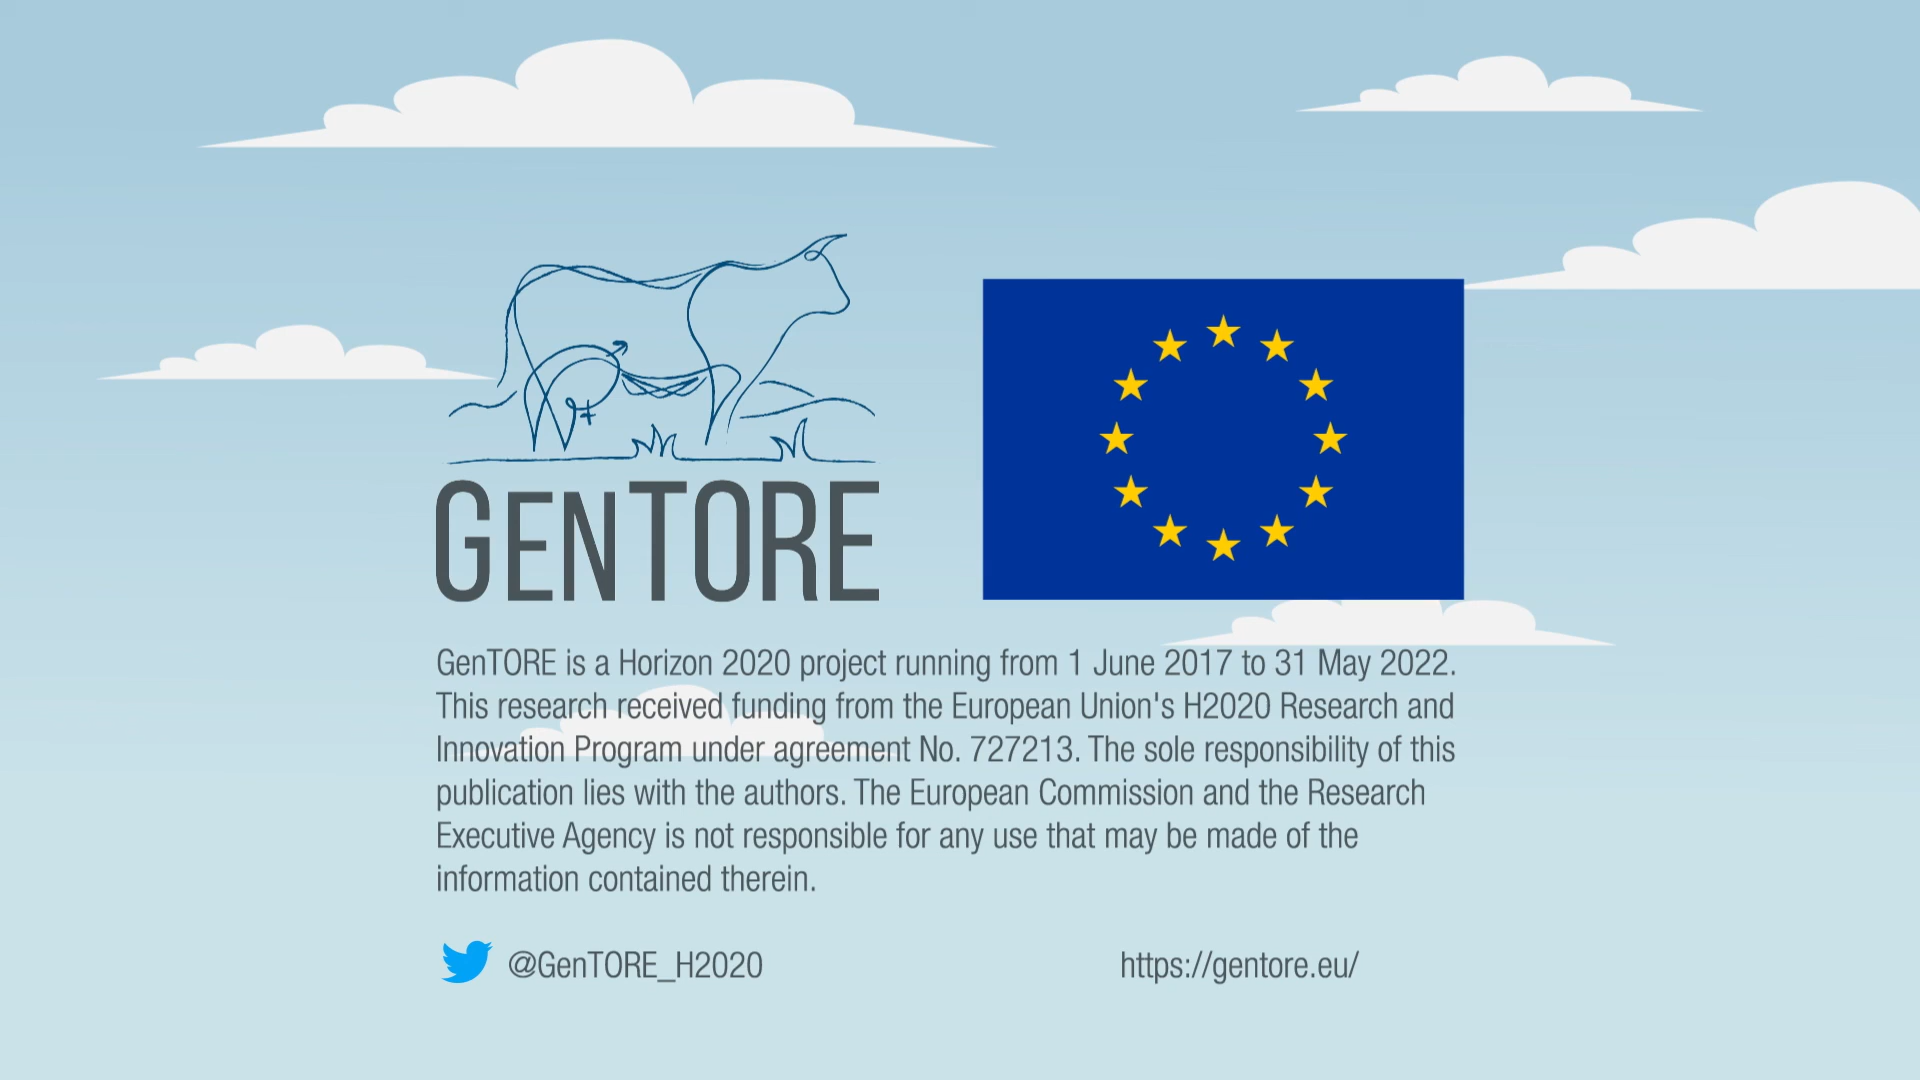 GENTORE
GenTORE is a Horizon 2020 project running from 1 June 2017 to 31 May 2022.
This research received funding from the European Union's H2020 Research and
Innovation Program under agreement No. 727213. The sole responsibility of this
publication lies with the authors. The European Commission and the Research
Executive Agency is not responsible for any use that may be made of the
information contained therein.
@GenTORE_H2020
https://gentore.eu/